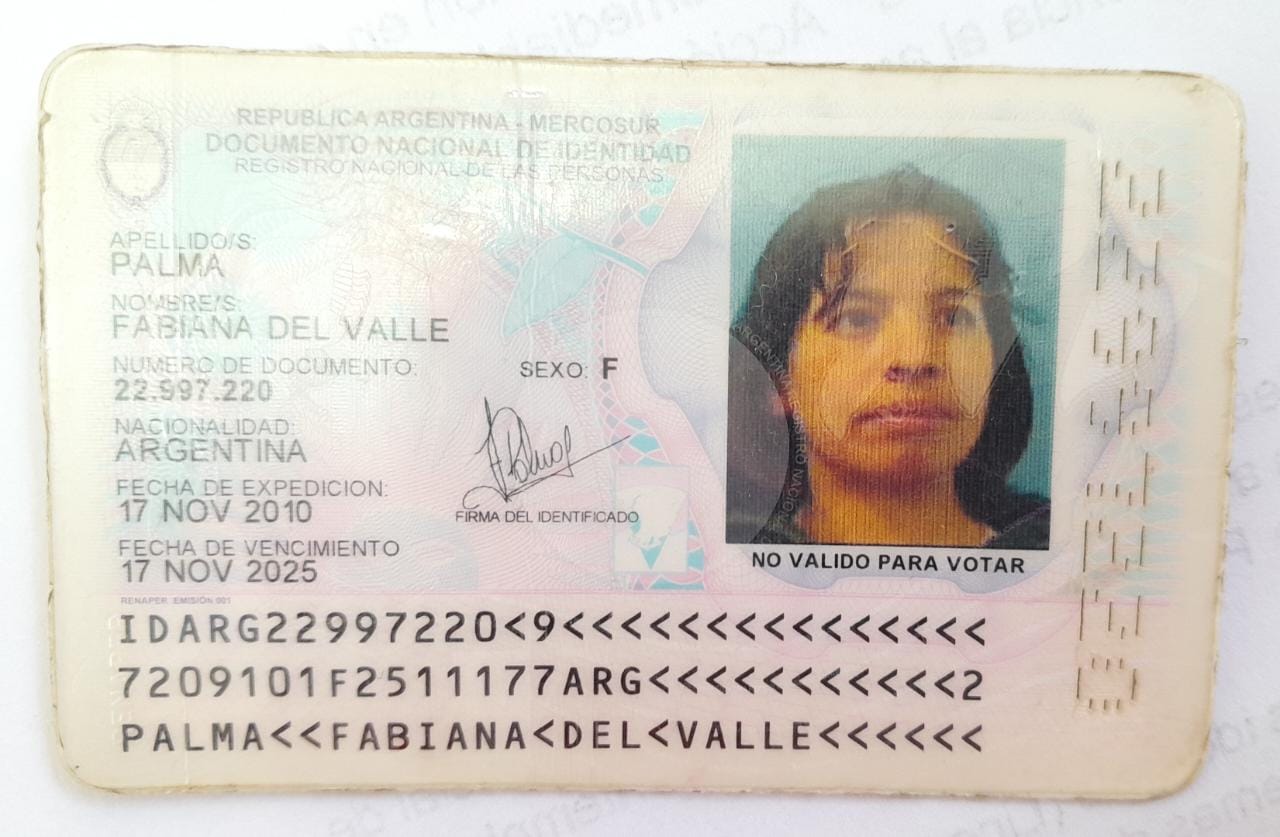 REPUBLICA ARGENTINA - MERCOSUR
DOCUMENTO NACIONAL DE IDENTIDAD
REGISTRO NACIONAL DE LAS PERSONAS
APELLIDO/S:
PALMA
NOMBRE/S:
FABIANA DEL VALLE
NUMERO DE DOCUMENTO:
SEXO: F
22.997.220
NACIONALIDAD:
ARGENTINA
FECHA DE EXPEDICION:
17 NOV 2010
FIRMA DEL IDENTIFICADO
FECHA DE VENCIMIENTO
17 NOV 2025
NO VALIDO PARA VOTAR
RENAPER EMISIÓN 001
IDARG22997220<9<<<<<<<<<<<<<<<
7209101F2511177ARG<<<<<<<<<<<2
PALMA<<FABIANA<DEL<VALLE<<<<<<